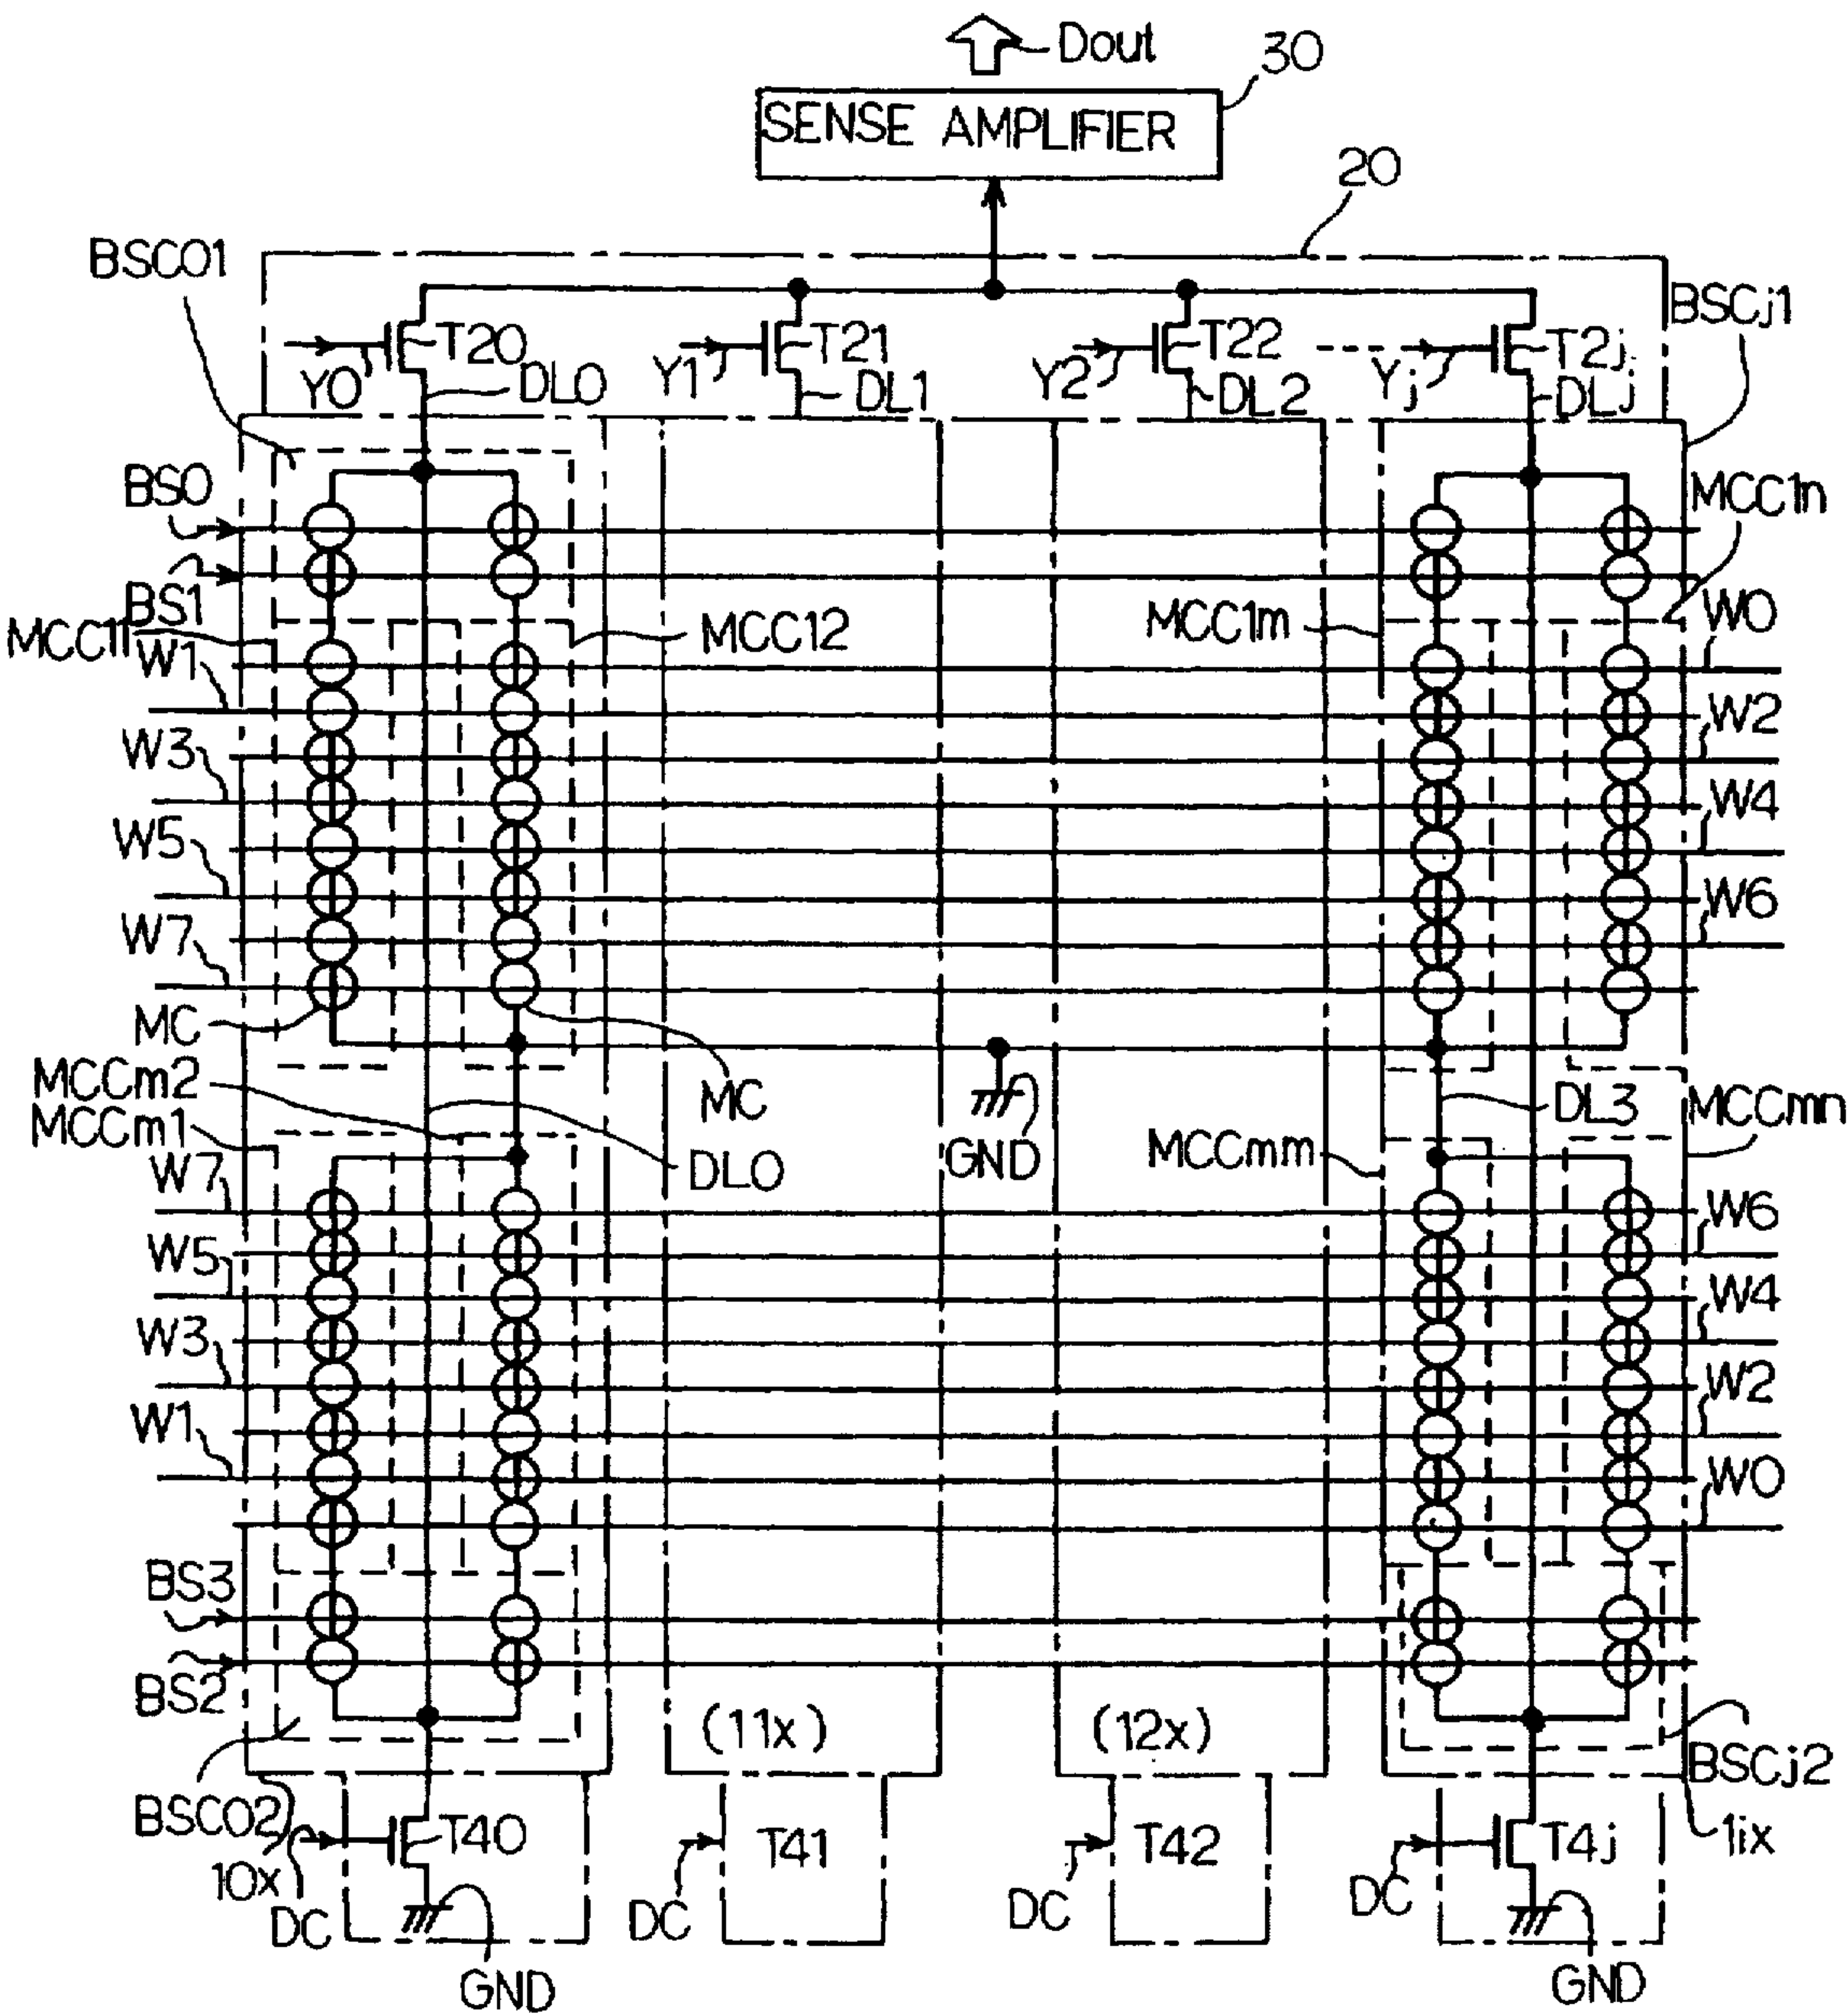 Dout
30
SENSE AMPLIFIER
20
BSC01
BSCj1
T20
T21
T22
T2j
Y0
DL0
Y1
DL1
Y2
DL2
Yj
DLj
BS0
MCC1n
BS1
MCC11
MCC12
MCC1m
W0
W1
W2
W3
W4
W5
W6
W7
MC
MCCm2
MC
DL3
MCCmn
MCCm1
GND
MCCmm
DL0
W7
W6
W5
W4
W3
W2
W1
W0
BS3
BS2
(11x)
(12x)
BSCj2
BSC02
T40
T41
T42
T4j
1ix
10x
DC
DC
DC
DC
GND
GND